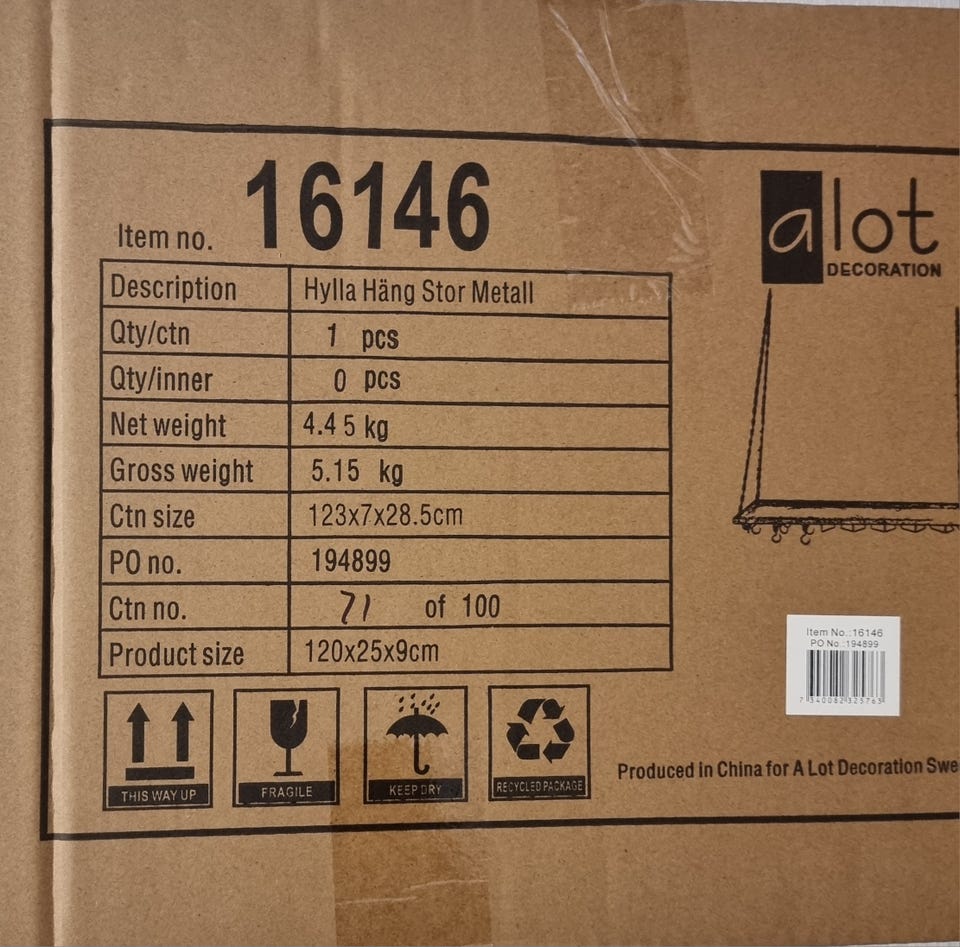 Item no. 16146
alot
DECORATION
Description Hylla Häng Stor Metall
Qty/ctn 1 pcs
Qty/inner 0 pcs
Net weight 4.45 kg
Gross weight 5.15 kg
Ctn size 123x7x28.5cm
PO no. 194899
Ctn no. 71 of 100
Product size 120x25x9cm
Item No.:16146
PO No.:194899
7 340082 325763
THIS WAY UP
FRAGILE
KEEP DRY
RECYCLED PACKAGE
Produced in China for A Lot Decoration Swe